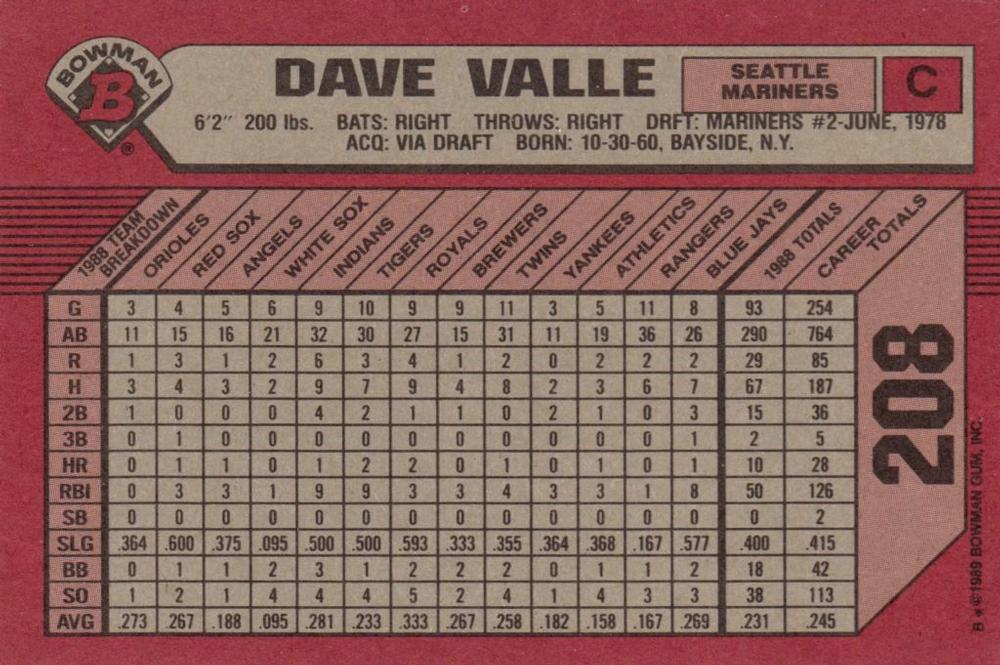 BOWMAN
B
®
DAVE VALLE
SEATTLE
MARINERS
C
6'2" 200 lbs. BATS: RIGHT THROWS: RIGHT DRFT: MARINERS #2-JUNE, 1978
ACQ: VIA DRAFT BORN: 10-30-60, BAYSIDE, N.Y.
1988 TEAM BREAKDOWN ORIOLES RED SOX ANGELS WHITE SOX INDIANS TIGERS ROYALS BREWERS TWINS YANKEES ATHLETICS RANGERS BLUE JAYS 1988 TOTALS CAREER TOTALS
G 3 4 5 6 9 10 9 9 11 3 5 11 8 93 254
AB 11 15 16 21 32 30 27 15 31 11 19 36 26 290 764
R 1 3 1 2 6 3 4 1 2 0 2 2 2 29 85
H 3 4 3 2 9 7 9 4 8 2 3 6 7 67 187
2B 1 0 0 0 4 2 1 1 0 2 1 0 3 15 36
3B 0 1 0 0 0 0 0 0 0 0 0 0 1 2 5
HR 0 1 1 0 1 2 2 0 1 0 1 0 1 10 28
RBI 0 3 3 1 9 9 3 3 4 3 3 1 8 50 126
SB 0 0 0 0 0 0 0 0 0 0 0 0 0 0 2
SLG .364 .600 .375 .095 .500 .500 .593 .333 .355 .364 .368 .167 .577 .400 .415
BB 0 1 1 2 3 1 2 2 2 0 1 1 2 18 42
SO 1 2 1 4 4 4 5 2 4 1 4 3 3 38 113
AVG .273 .267 .188 .095 .281 .233 .333 .267 .258 .182 .158 .167 .269 .231 .245
208
B * ©1989 BOWMAN GUM, INC.